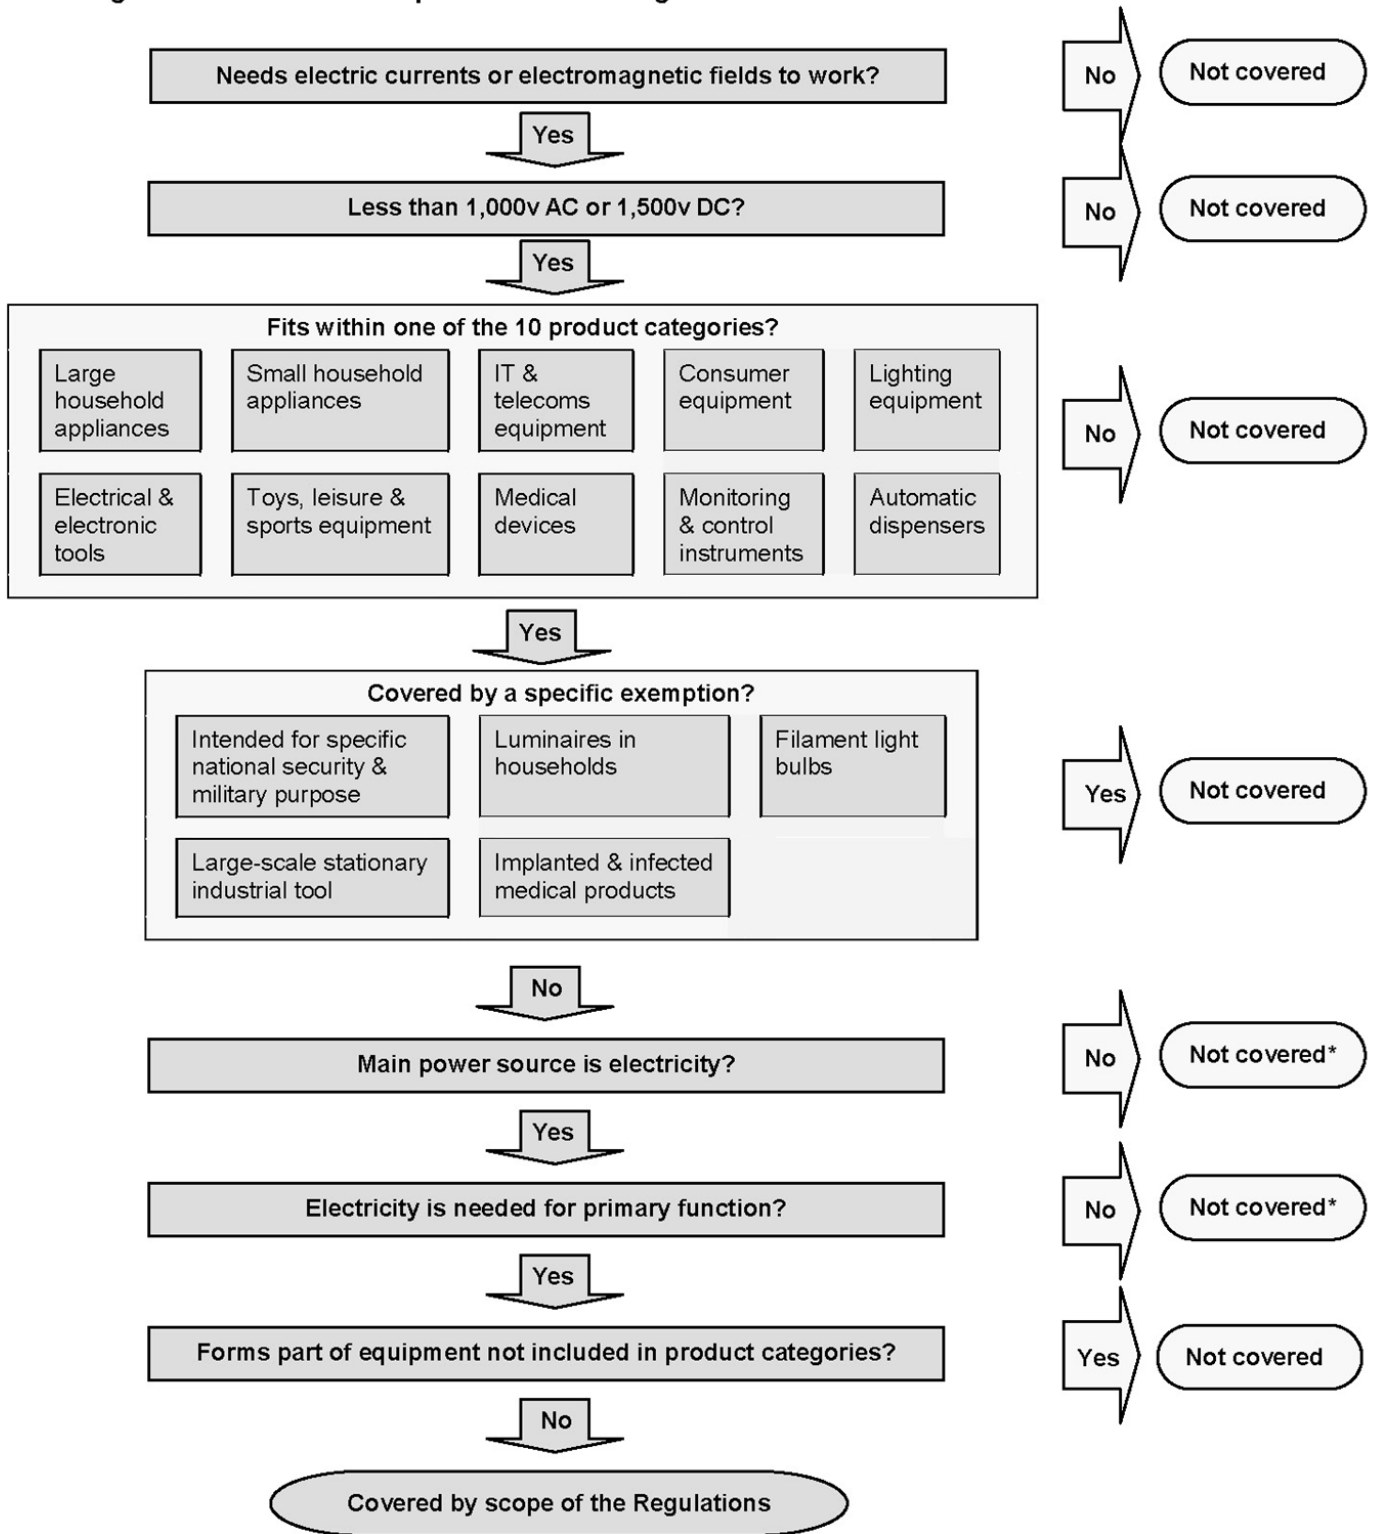 Needs electric currents or electromagnetic fields to work?
No
Not covered
Yes
Less than 1,000v AC or 1,500v DC?
No
Not covered
Yes
Fits within one of the 10 product categories?
Large
household
appliances
Small household
appliances
IT &
telecoms
equipment
Consumer
equipment
Lighting
equipment
No
Not covered
Electrical &
electronic
tools
Toys, leisure &
sports equipment
Medical
devices
Monitoring
& control
instruments
Automatic
dispensers
Yes
Covered by a specific exemption?
Intended for specific
national security &
military purpose
Luminaires in
households
Filament light
bulbs
Yes
Not covered
Large-scale stationary
industrial tool
Implanted & infected
medical products
No
Main power source is electricity?
No
Not covered*
Yes
Electricity is needed for primary function?
No
Not covered*
Yes
Forms part of equipment not included in product categories?
Yes
Not covered
No
Covered by scope of the Regulations